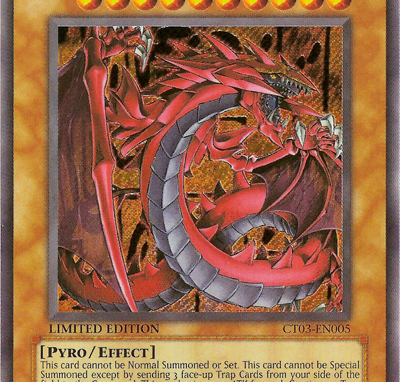 LIMITED EDITION CT03-EN005
[PYRO/EFFECT]
This card cannot be Normal Summoned or Set. This card cannot be Special
Summoned except by sending 3 face-up Trap Cards from your side of the